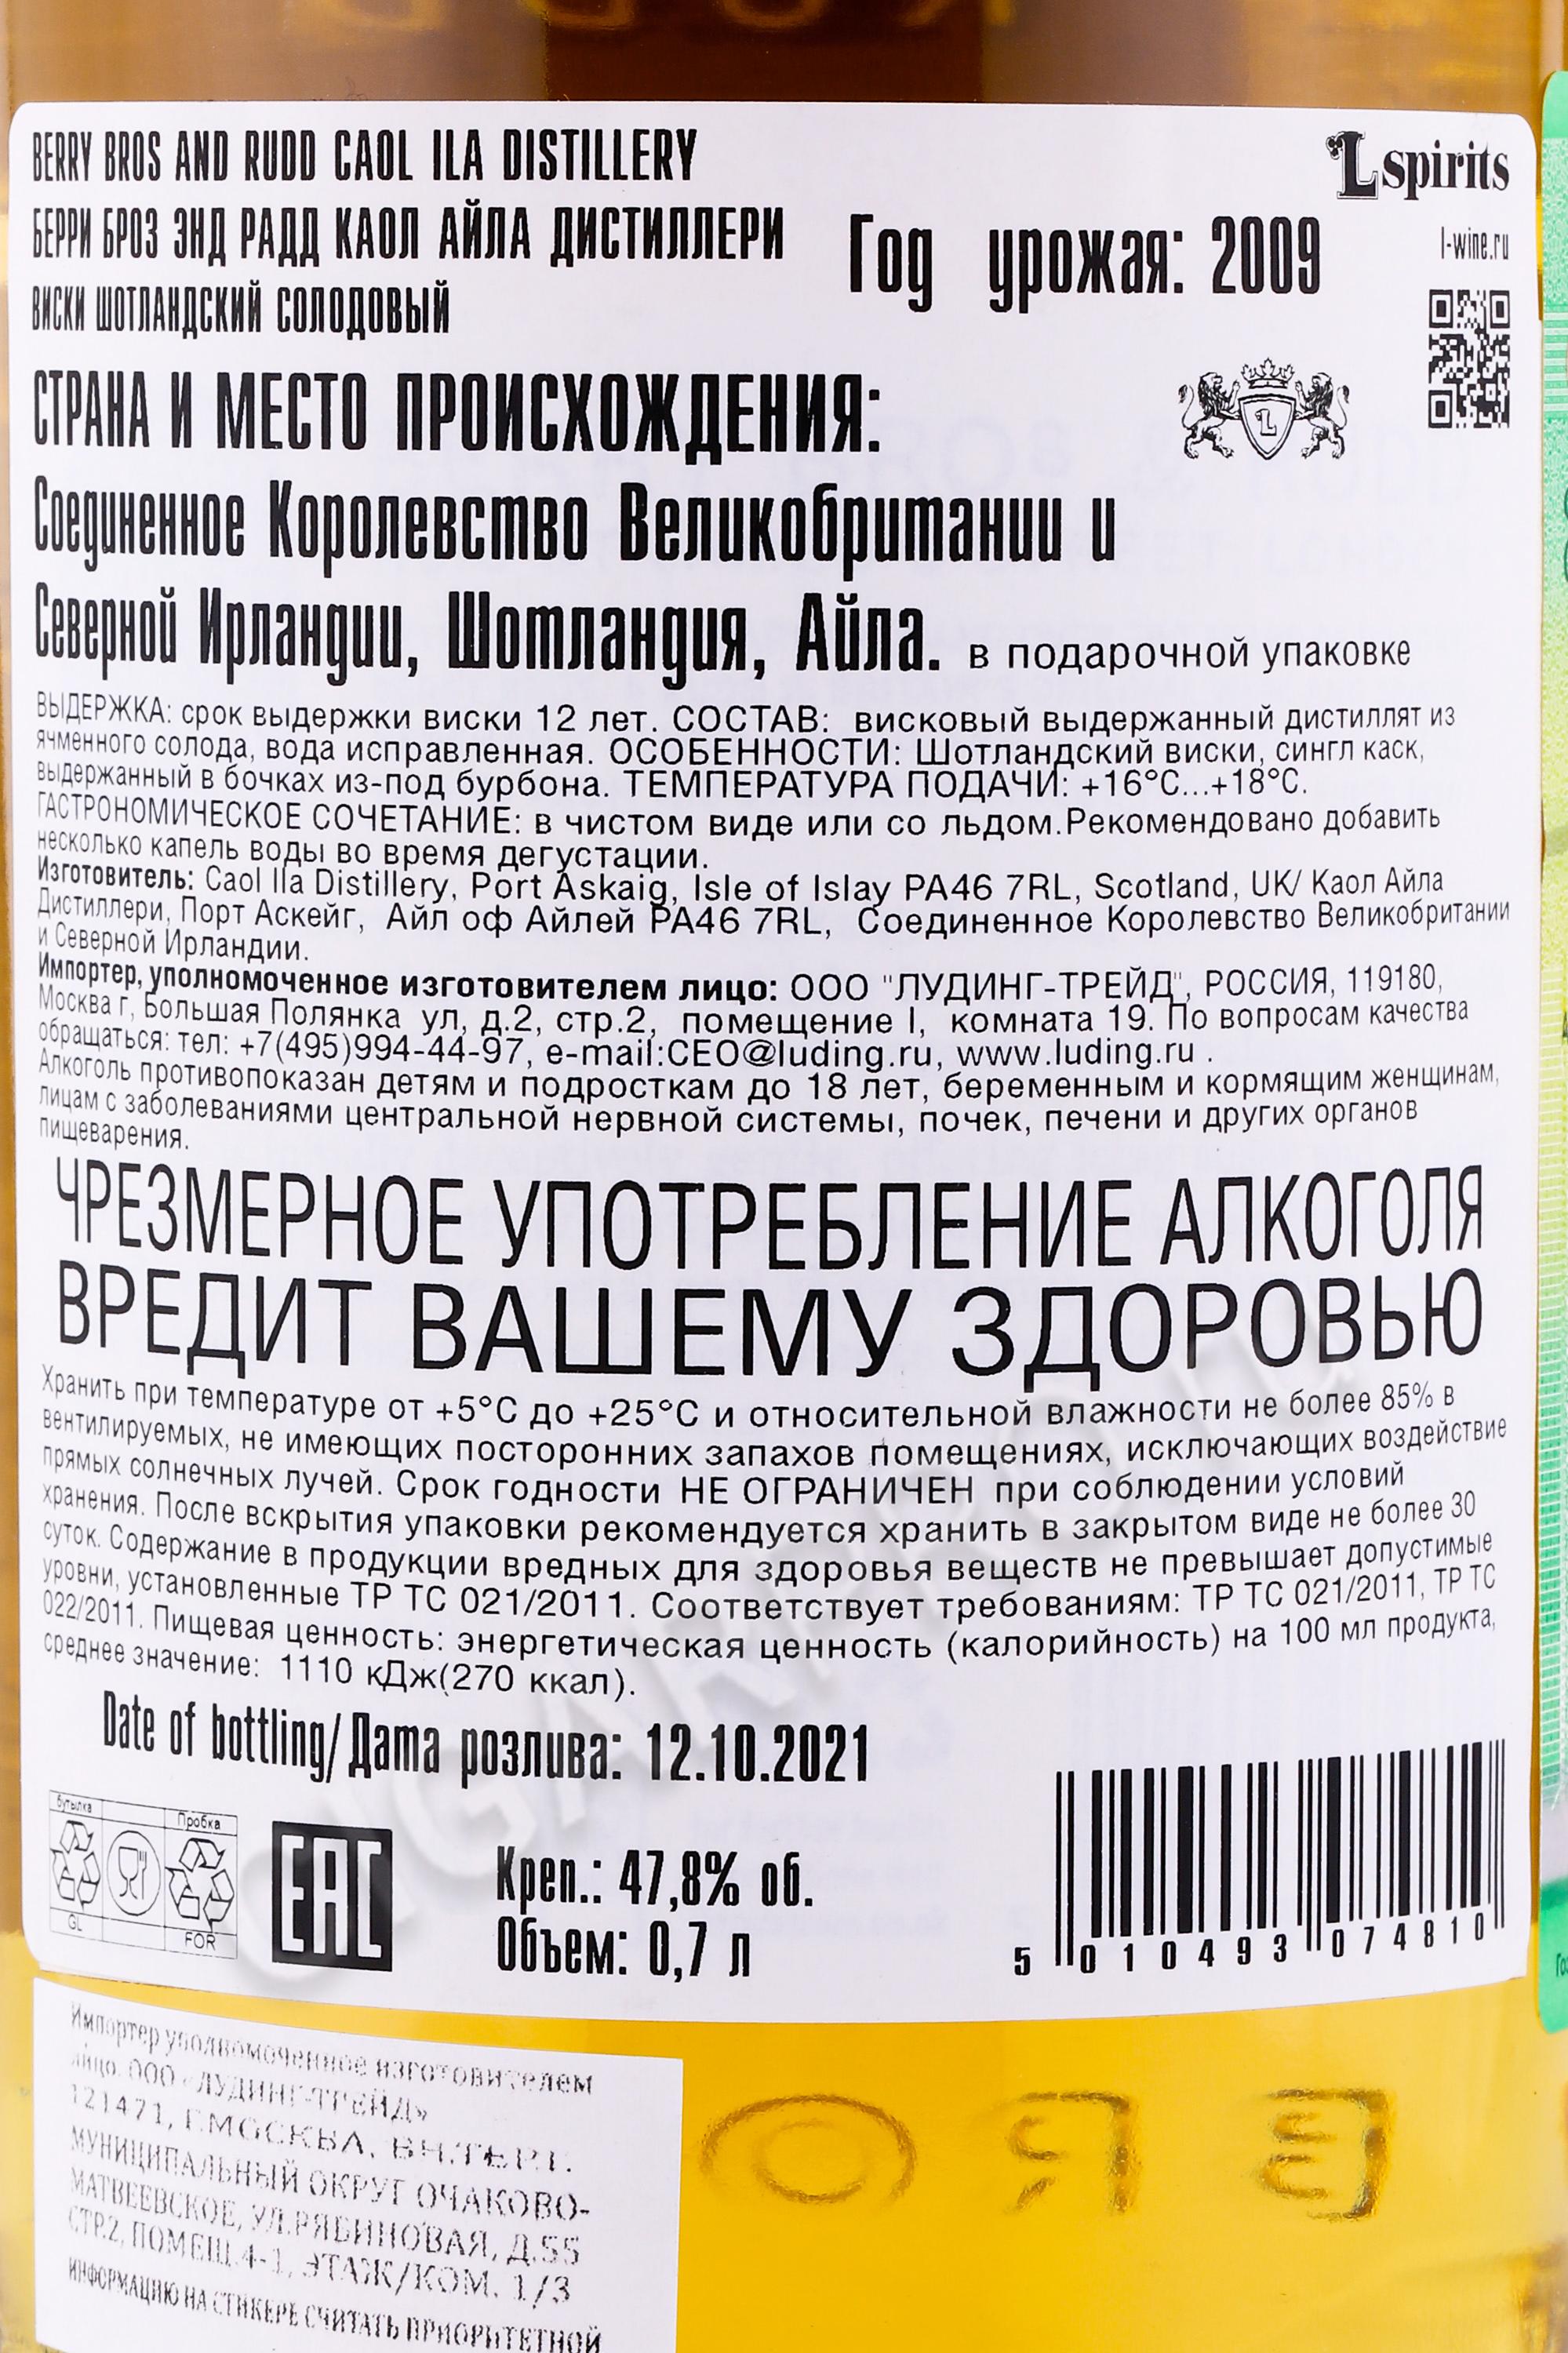 BERRY BROS AND RUDD CAOL ILA DISTILLERY
L spirits
БЕРРИ БРОЗ ЭНД РАДД КАОЛ АЙЛА ДИСТИЛЛЕРИ
Год урожая: 2009
l-wine.ru
ВИСКИ ШОТЛАНДСКИЙ СОЛОДОВЫЙ
СТРАНА И МЕСТО ПРОИСХОЖДЕНИЯ:
L
Соединенное Королевство Великобритании и
Северной Ирландии, Шотландия, Айла. в подарочной упаковке
ВЫДЕРЖКА: срок выдержки виски 12 лет. СОСТАВ: висковый выдержанный дистиллят из
ячменного солода, вода исправленная. ОСОБЕННОСТИ: Шотландский виски, сингл каск,
выдержанный в бочках из-под бурбона. ТЕМПЕРАТУРА ПОДАЧИ: +16°С...+18°С.
ГАСТРОНОМИЧЕСКОЕ СОЧЕТАНИЕ: в чистом виде или со льдом.Рекомендовано добавить
несколько капель воды во время дегустации.
Изготовитель: Caol Ila Distillery, Port Askaig, Isle of Islay PA46 7RL, Scotland, UK/ Каол Айла
Дистиллери, Порт Аскейг, Айл оф Айлей PA46 7RL, Соединенное Королевство Великобритании
и Северной Ирландии.
Импортер, уполномоченное изготовителем лицо: ООО "ЛУДИНГ-ТРЕЙД", РОССИЯ, 119180,
Москва г, Большая Полянка ул, д.2, стр.2, помещение I, комната 19. По вопросам качества
обращаться: тел: +7(495)994-44-97, e-mail:CEO@luding.ru, www.luding.ru .
Алкоголь противопоказан детям и подросткам до 18 лет, беременным и кормящим женщинам,
лицам с заболеваниями центральной нервной системы, почек, печени и других органов
пищеварения.
ЧРЕЗМЕРНОЕ УПОТРЕБЛЕНИЕ АЛКОГОЛЯ
ВРЕДИТ ВАШЕМУ ЗДОРОВЬЮ
Хранить при температуре от +5°С до +25°С и относительной влажности не более 85% в
вентилируемых, не имеющих посторонних запахов помещениях, исключающих воздействие
прямых солнечных лучей. Срок годности НЕ ОГРАНИЧЕН при соблюдении условий
хранения. После вскрытия упаковки рекомендуется хранить в закрытом виде не более 30
суток. Содержание в продукции вредных для здоровья веществ не превышает допустимые
уровни, установленные ТР ТС 021/2011. Соответствует требованиям: ТР ТС 021/2011, ТР ТС
022/2011. Пищевая ценность: энергетическая ценность (калорийность) на 100 мл продукта,
среднее значение: 1110 кДж(270 ккал).
Date of bottling/Дата розлива: 12.10.2021
бутылка
Пробка
GL
FOR
EAC
Креп.: 47,8% об.
Объем: 0,7 л
5 010493 074810
Импортер уполномоченное изготовителем
лицо: ООО «ЛУДИНГ-ТРЕЙД»
121471, Г.МОСКВА, ВН.ТЕР.Г.
МУНИЦИПАЛЬНЫЙ ОКРУГ ОЧАКОВО-
МАТВЕЕВСКОЕ, УЛ.РЯБИНОВАЯ, Д.55
СТР.2, ПОМЕЩ.4-1, ЭТАЖ/КОМ. 1/3
ИНФОРМАЦИЮ НА СТИКЕРЕ СЧИТАТЬ ПРИОРИТЕТНОЙ